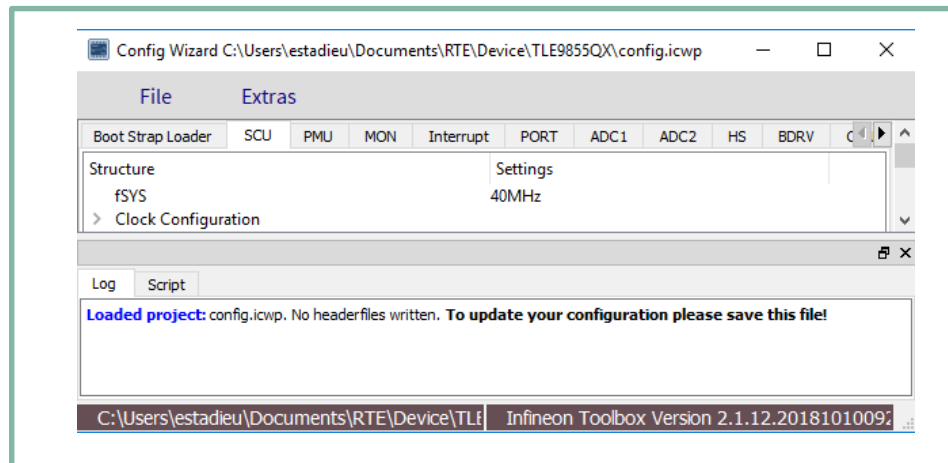 Config Wizard C:\Users\estadieu\Documents\RTE\Device\TLE9855QX\config.icwp
File Extras
Boot Strap Loader SCU PMU MON Interrupt PORT ADC1 ADC2 HS BDRV
Structure Settings
fSYS 40MHz
Clock Configuration
Log Script
Loaded project: config.icwp. No headerfiles written. To update your configuration please save this file!
C:\Users\estadieu\Documents\RTE\Device\TLE Infineon Toolbox Version 2.1.12.2018101009